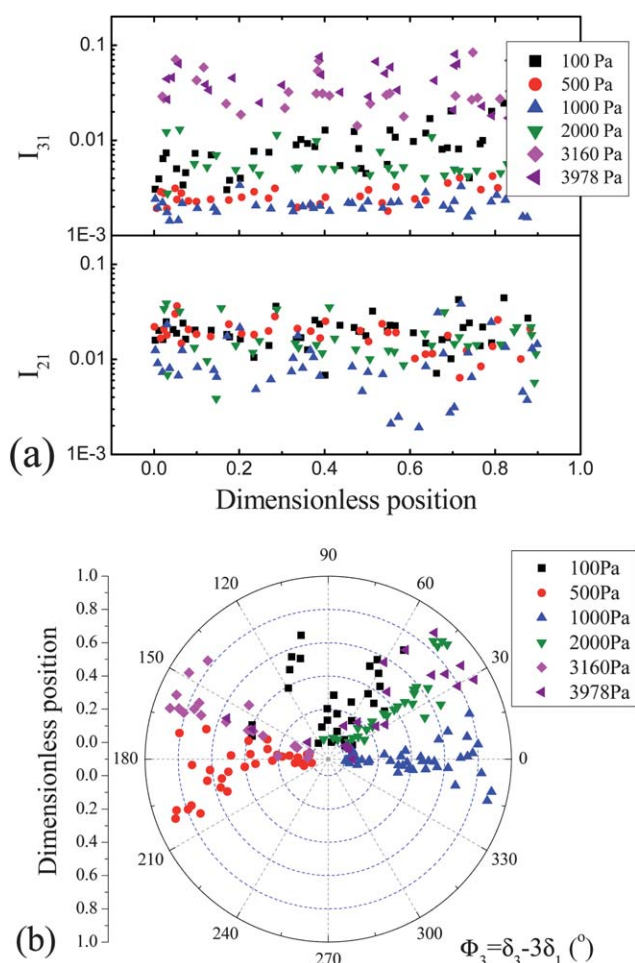 0.1
0.01
1E-3
I31
100 Pa
500 Pa
1000 Pa
2000 Pa
3160 Pa
3978 Pa
0.1
0.01
1E-3
I21
0.0 0.2 0.4 0.6 0.8 1.0
Dimensionless position
(a)
1.0
0.8
0.6
0.4
0.2
0.0
0.0
0.2
0.4
0.6
0.8
1.0
Dimensionless position
0
30
60
90
120
150
180
210
240
270
300
330
100Pa
500Pa
1000Pa
2000Pa
3160Pa
3978Pa
(b)
Φ3=δ3-3δ1 (°)